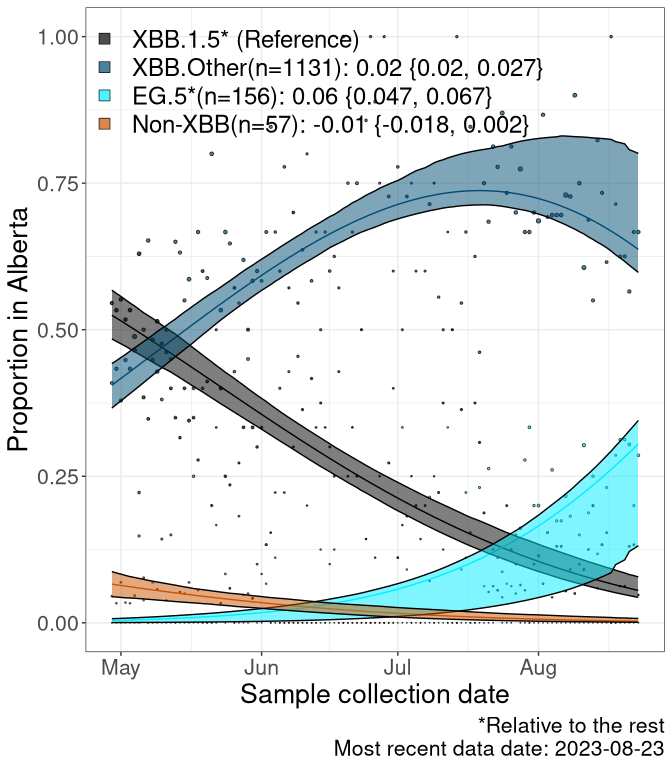 XBB.1.5* (Reference)
XBB.Other(n=1131): 0.02 {0.02, 0.027}
EG.5*(n=156): 0.06 {0.047, 0.067}
Non-XBB(n=57): -0.01 {-0.018, 0.002}
1.00
0.75
0.50
0.25
0.00
Proportion in Alberta
May Jun Jul Aug
Sample collection date
*Relative to the rest
Most recent data date: 2023-08-23